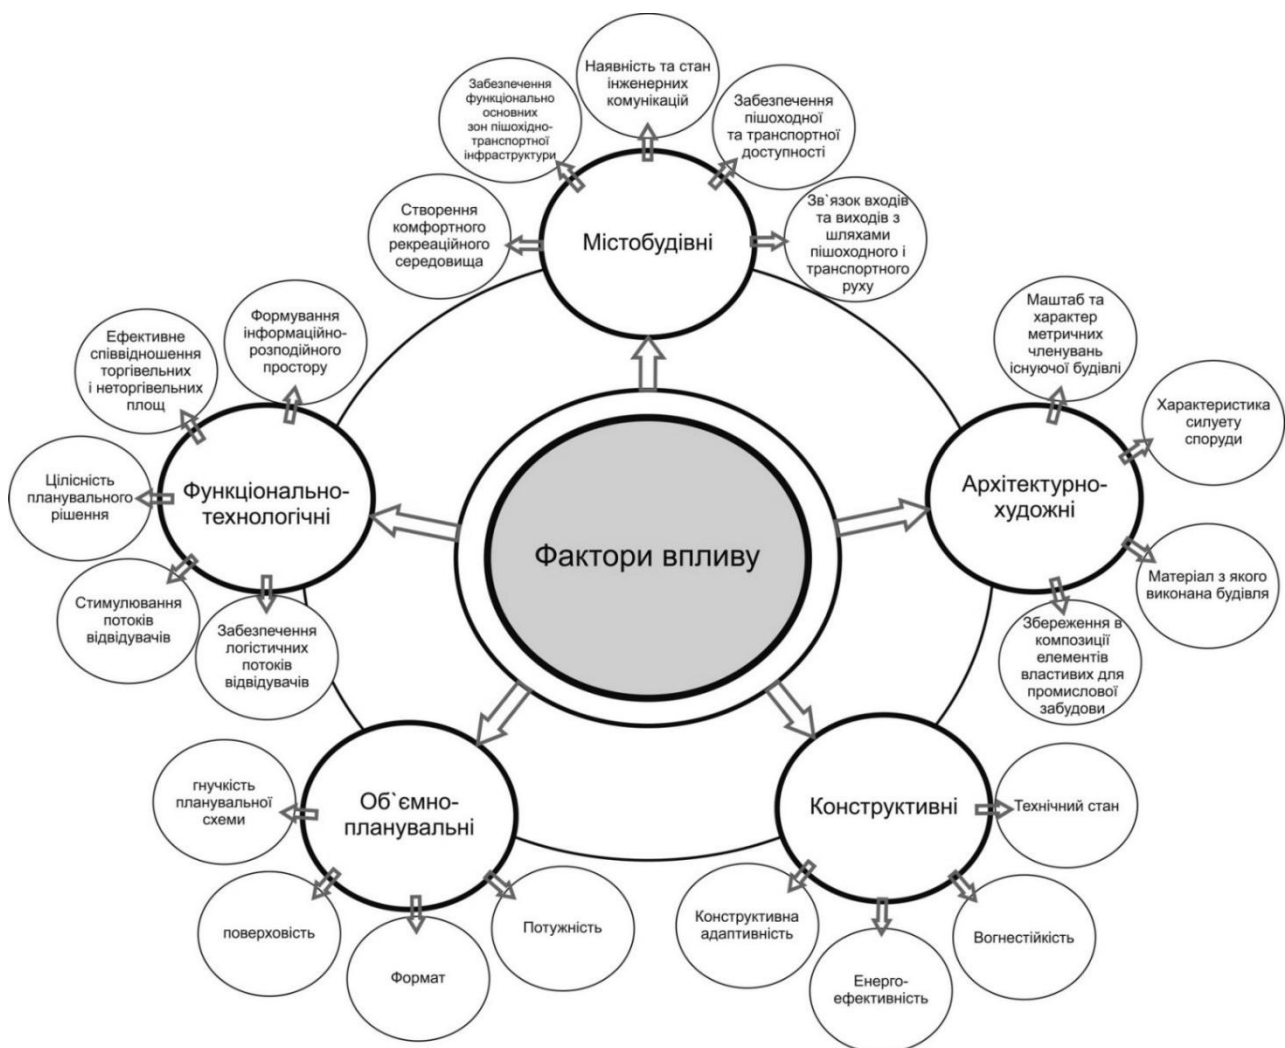 Наявність та стан
інженерних
комунікацій
Забезпечення
функціонально
основних
зон пішохідно-
транспортної
інфраструктури
Забезпечення
пішоходної
та транспортної
доступності
Створення
комфортного
рекреаційного
середовища
Містобудівні
Зв`язок входів
та виходів з
шляхами
пішоходного і
транспортного
руху
Формування
інформаційно-
розподійного
простору
Ефективне
співвідношення
торгівельних
і неторгівельних
площ
Маштаб та
характер
метричних
членувань
існуючої будівлі
Характеристика
силуету
споруди
Цілісність
планувального
рішення
Функціонально-
технологічні
Архітектурно-
художні
Фактори впливу
Матеріал з якого
виконана будівля
Стимулювання
потоків
відвідувачів
Забезпечення
логістичних
потоків
відвідувачів
Збереження в
композиції
елементів
властивих для
промислової
забудови
гнучкість
планувальної
схеми
Об`ємно-
планувальні
Конструктивні
Технічний стан
поверховість
Формат
Потужність
Конструктивна
адаптивність
Енерго-
ефективність
Вогнестійкість